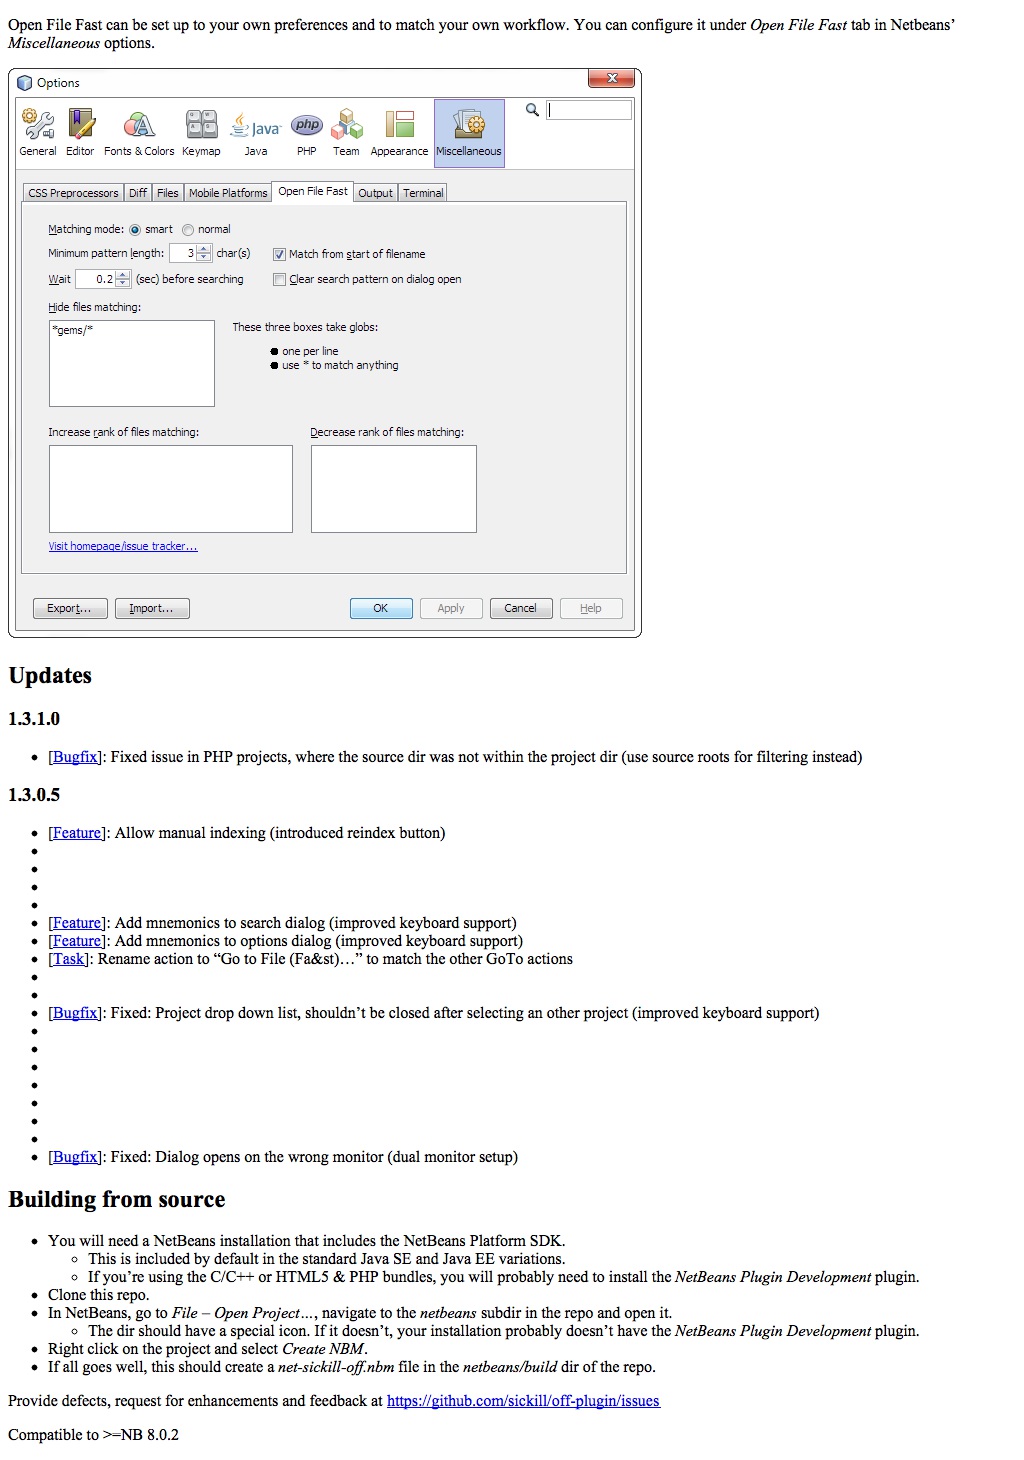 Open File Fast can be set up to your own preferences and to match your own workflow. You can configure it under Open File Fast tab in Netbeans’
Miscellaneous options.
Options
General Editor Fonts & Colors Keymap Java PHP Team Appearance Miscellaneous
CSS Preprocessors Diff Files Mobile Platforms Open File Fast Output Terminal
Matching mode: smart normal
Minimum pattern length: 3 char(s) Match from start of filename
Wait 0.2 (sec) before searching Clear search pattern on dialog open
Hide files matching:
*gems/*
These three boxes take globs:
● one per line
● use * to match anything
Increase rank of files matching: Decrease rank of files matching:
Visit homepage/issue tracker...
Export... Import... OK Apply Cancel Help
Updates
1.3.1.0
• [Bugfix]: Fixed issue in PHP projects, where the source dir was not within the project dir (use source roots for filtering instead)
1.3.0.5
• [Feature]: Allow manual indexing (introduced reindex button)
•
•
•
•
• [Feature]: Add mnemonics to search dialog (improved keyboard support)
• [Feature]: Add mnemonics to options dialog (improved keyboard support)
• [Task]: Rename action to “Go to File (Fa&st)…” to match the other GoTo actions
•
•
• [Bugfix]: Fixed: Project drop down list, shouldn’t be closed after selecting an other project (improved keyboard support)
•
•
•
•
•
•
•
• [Bugfix]: Fixed: Dialog opens on the wrong monitor (dual monitor setup)
Building from source
• You will need a NetBeans installation that includes the NetBeans Platform SDK.
◦ This is included by default in the standard Java SE and Java EE variations.
◦ If you’re using the C/C++ or HTML5 & PHP bundles, you will probably need to install the NetBeans Plugin Development plugin.
• Clone this repo.
• In NetBeans, go to File – Open Project…, navigate to the netbeans subdir in the repo and open it.
◦ The dir should have a special icon. If it doesn’t, your installation probably doesn’t have the NetBeans Plugin Development plugin.
• Right click on the project and select Create NBM.
• If all goes well, this should create a net-sickill-off.nbm file in the netbeans/build dir of the repo.
Provide defects, request for enhancements and feedback at https://github.com/sickill/off-plugin/issues
Compatible to >=NB 8.0.2